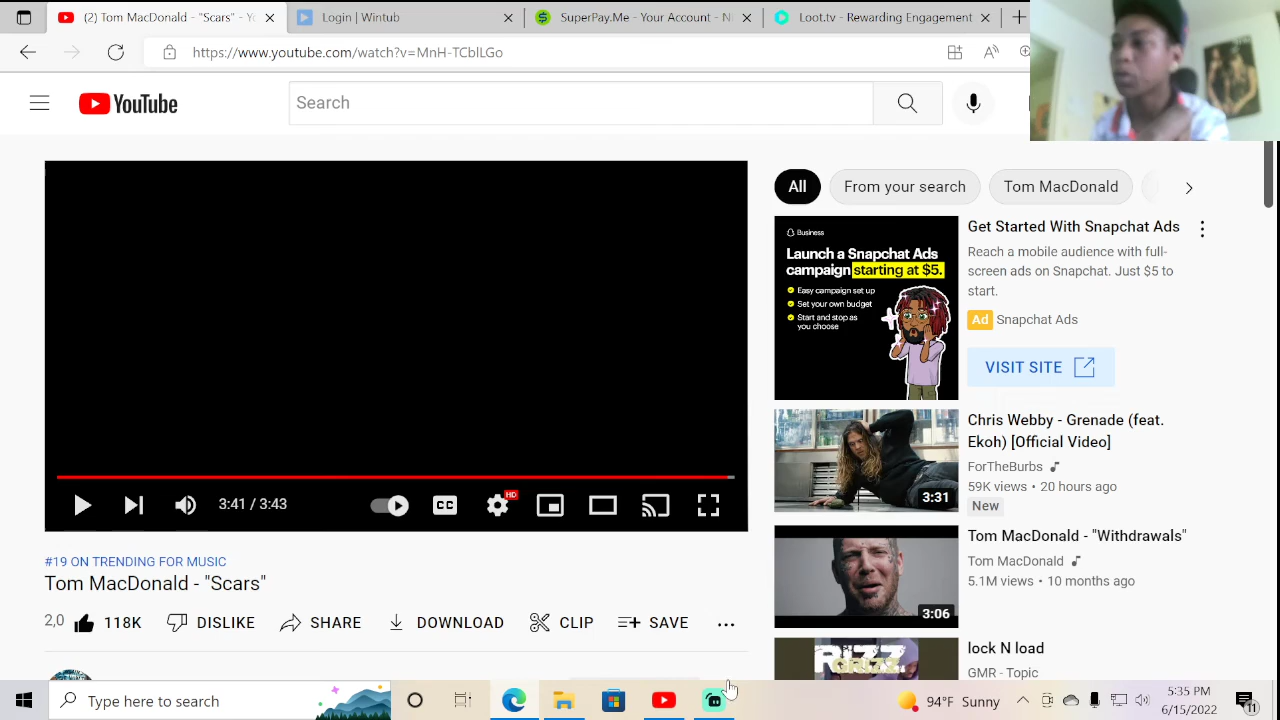 (2) Tom MacDonald - "Scars" - Yo
Login | Wintub
SuperPay.Me - Your Account - N
Loot.tv - Rewarding Engagement
https://www.youtube.com/watch?v=MnH-TCblLGo
YouTube
Search
All
From your search
Tom MacDonald
Business
Launch a Snapchat Ads
campaign starting at $5.
Easy campaign set up
Set your own budget
Start and stop as
you choose
Get Started With Snapchat Ads
Reach a mobile audience with full-
screen ads on Snapchat. Just $5 to
start.
Ad Snapchat Ads
VISIT SITE
3:31
Chris Webby - Grenade (feat.
Ekoh) [Official Video]
ForTheBurbs
59K views • 20 hours ago
New
3:41 / 3:43
CC
HD
3:06
Tom MacDonald - "Withdrawals"
Tom MacDonald
5.1M views • 10 months ago
#19 ON TRENDING FOR MUSIC
Tom MacDonald - "Scars"
2,0
118K
DISLIKE
SHARE
DOWNLOAD
CLIP
SAVE
RIZZ
lock N load
GMR - Topic
Type here to search
94°F Sunny
5:35 PM
6/15/2022
11